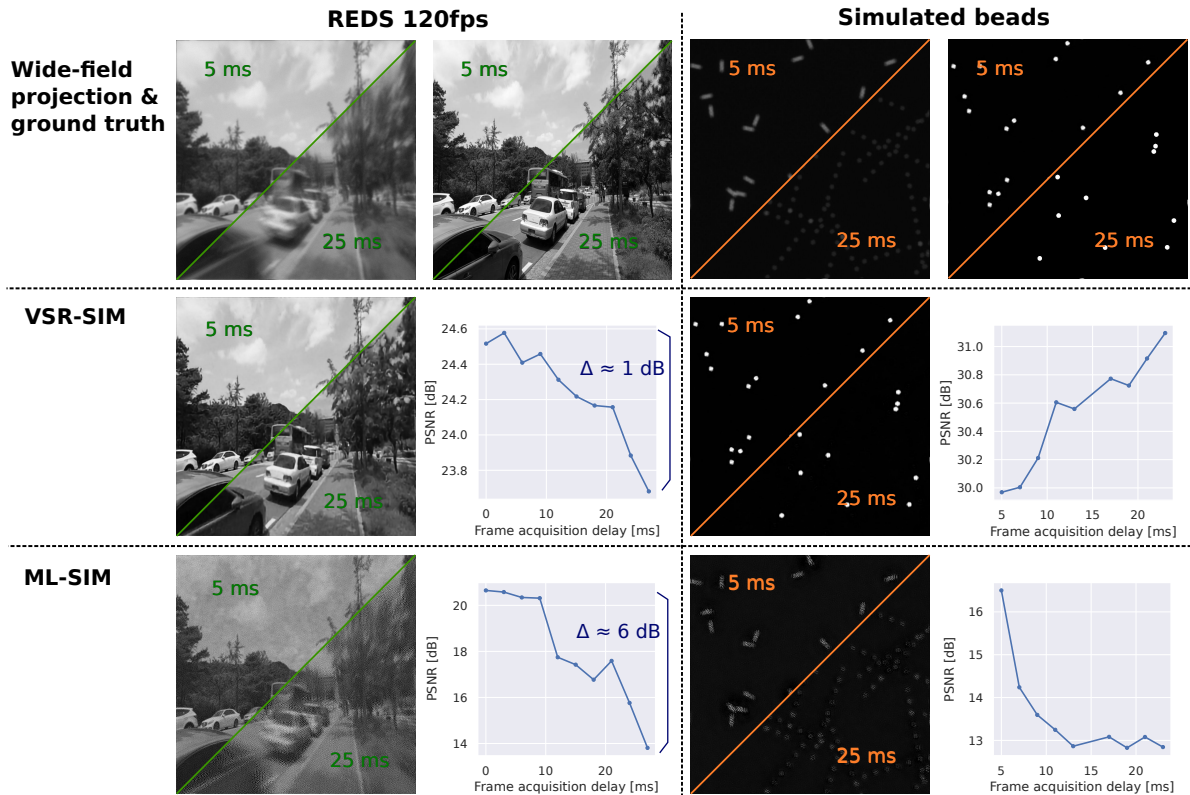 REDS 120fps
Simulated beads
Wide-field
projection &
ground truth
5 ms
25 ms
5 ms
25 ms
5 ms
25 ms
5 ms
25 ms
VSR-SIM
5 ms
25 ms
24.6
24.4
24.2
24.0
23.8
PSNR [dB]
Δ ≈ 1 dB
0 10 20
Frame acquisition delay [ms]
5 ms
25 ms
31.0
30.8
30.6
30.4
30.2
30.0
PSNR [dB]
5 10 15 20
Frame acquisition delay [ms]
ML-SIM
5 ms
25 ms
20
18
16
14
PSNR [dB]
Δ ≈ 6 dB
0 10 20
Frame acquisition delay [ms]
5 ms
25 ms
16
15
14
13
PSNR [dB]
5 10 15 20
Frame acquisition delay [ms]